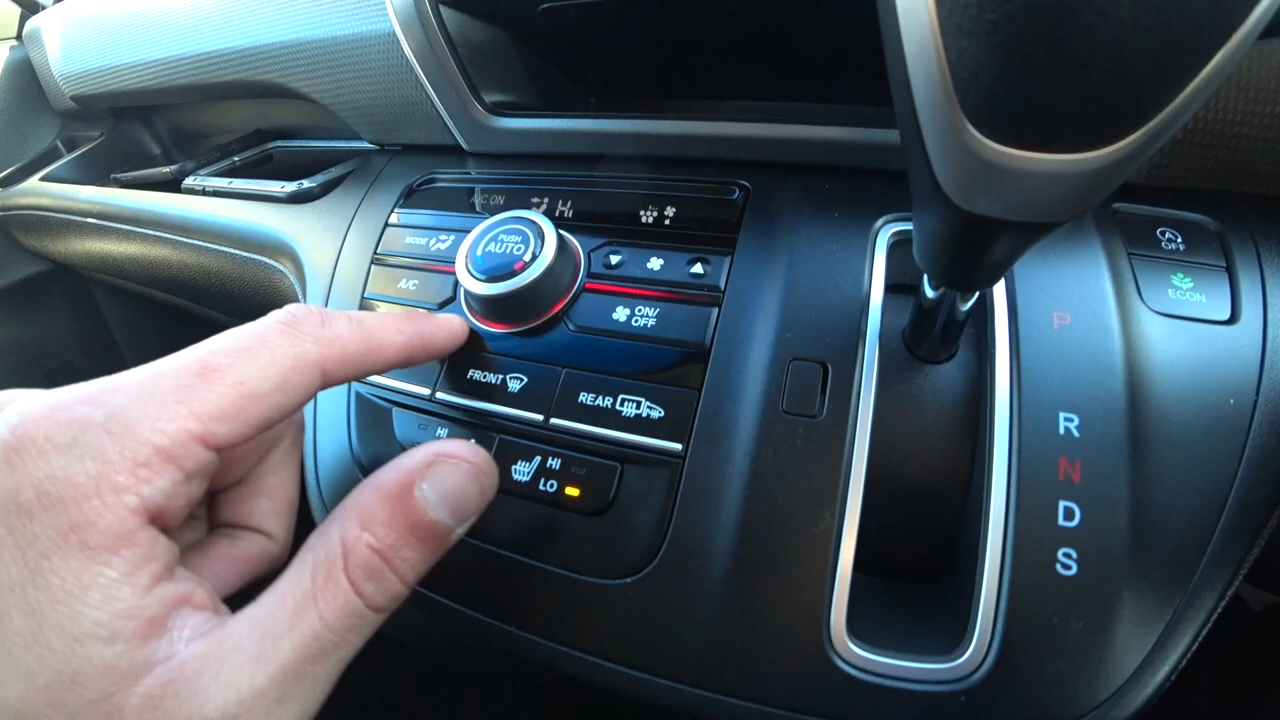 A/C ON
Hi
MODE
PUSH
AUTO
A/C
ON/
OFF
FRONT
REAR
HI
HI
LO
A
OFF
ECON
P
R
N
D
S